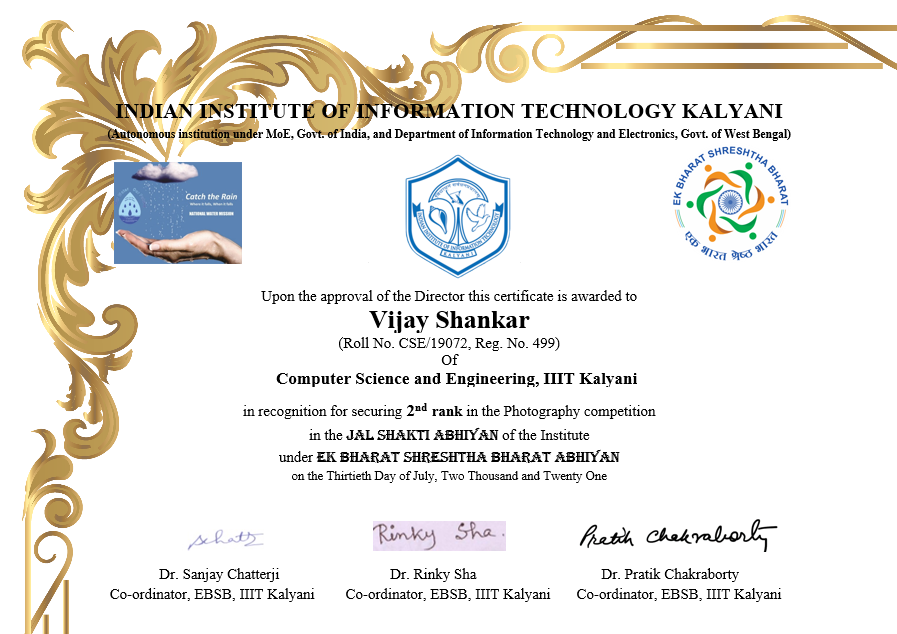 INDIAN INSTITUTE OF INFORMATION TECHNOLOGY KALYANI
(Autonomous institution under MoE, Govt. of India, and Department of Information Technology and Electronics, Govt. of West Bengal)
Catch the Rain
Where it falls, When it falls
NATIONAL WATER MISSION
INDIAN INSTITUTE OF INFORMATION TECHNOLOGY
KALYANI
EK BHARAT SHRESHTHA BHARAT
एक भारत श्रेष्ठ भारत
Upon the approval of the Director this certificate is awarded to
Vijay Shankar
(Roll No. CSE/19072, Reg. No. 499)
Of
Computer Science and Engineering, IIIT Kalyani
in recognition for securing 2nd rank in the Photography competition
in the JAL SHAKTI ABHIYAN of the Institute
under EK BHARAT SHRESHTHA BHARAT ABHIYAN
on the Thirtieth Day of July, Two Thousand and Twenty One
Rinky Sha.
Pratik Chakraborty
Dr. Sanjay Chatterji
Dr. Rinky Sha
Dr. Pratik Chakraborty
Co-ordinator, EBSB, IIIT Kalyani
Co-ordinator, EBSB, IIIT Kalyani
Co-ordinator, EBSB, IIIT Kalyani